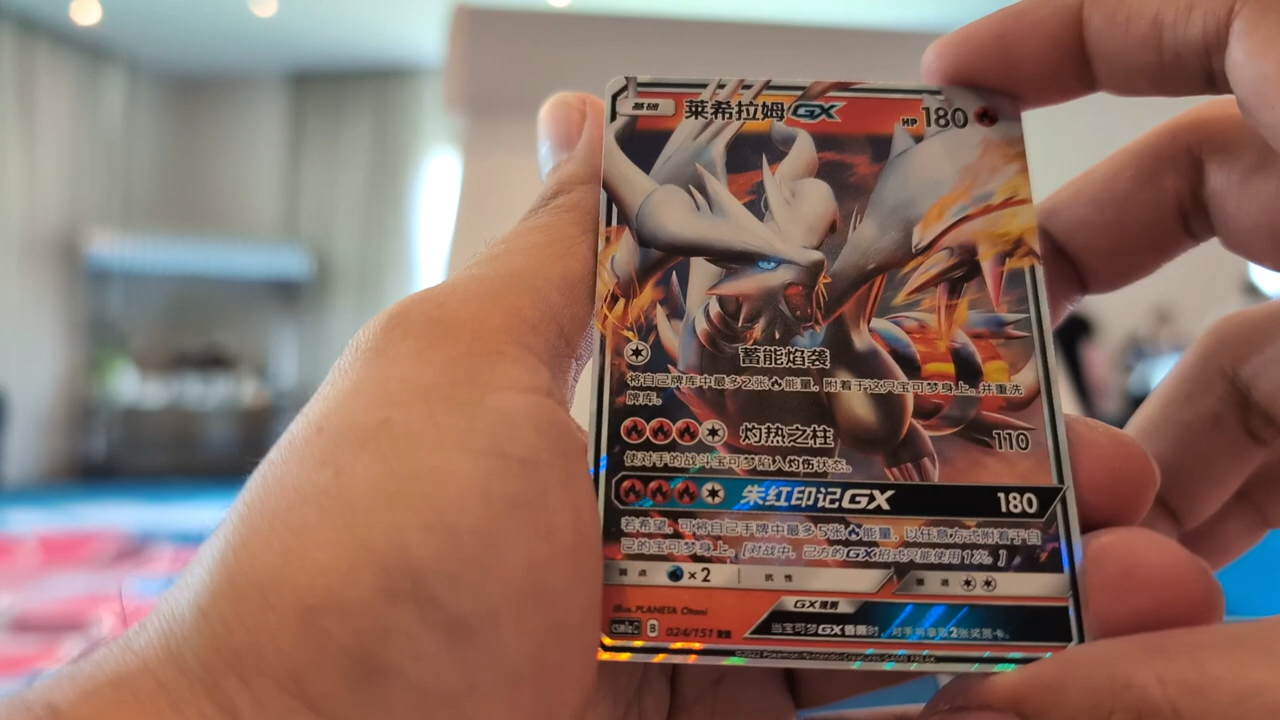 基础 莱希拉姆GX HP 180
蓄能焰袭
将自己牌库中最多2张能量，附着于这只宝可梦身上。并重洗
牌库。
灼热之柱 110
使对手的战斗宝可梦陷入灼伤状态。
朱红印记GX 180
若希望，可将自己手牌中最多5张能量，以任意方式附着于自
己的宝可梦身上。[对战中，己方的GX招式只能使用1次。]
弱点 ×2 抗性 撤退
illus.PLANETA Otani
GX规则
当宝可梦GX昏厥时，对手将拿取2张奖赏卡。
CSM1aC B 024/151 RR
©2022 Pokémon/Nintendo/Creatures/GAME FREAK